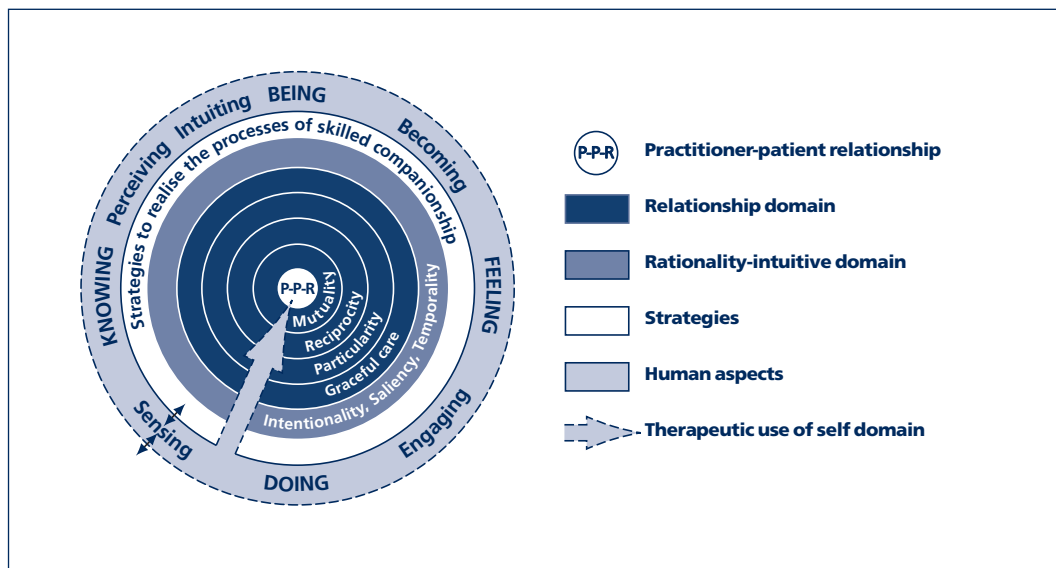 BEING
Becoming
FEELING
Engaging
DOING
Sensing
KNOWING
Perceiving
Intuiting
Strategies to realise the processes of skilled companionship
P-P-R
Mutuality
Reciprocity
Particularity
Graceful care
Intentionality, Saliency, Temporality
P-P-R Practitioner-patient relationship
Relationship domain
Rationality-intuitive domain
Strategies
Human aspects
Therapeutic use of self domain